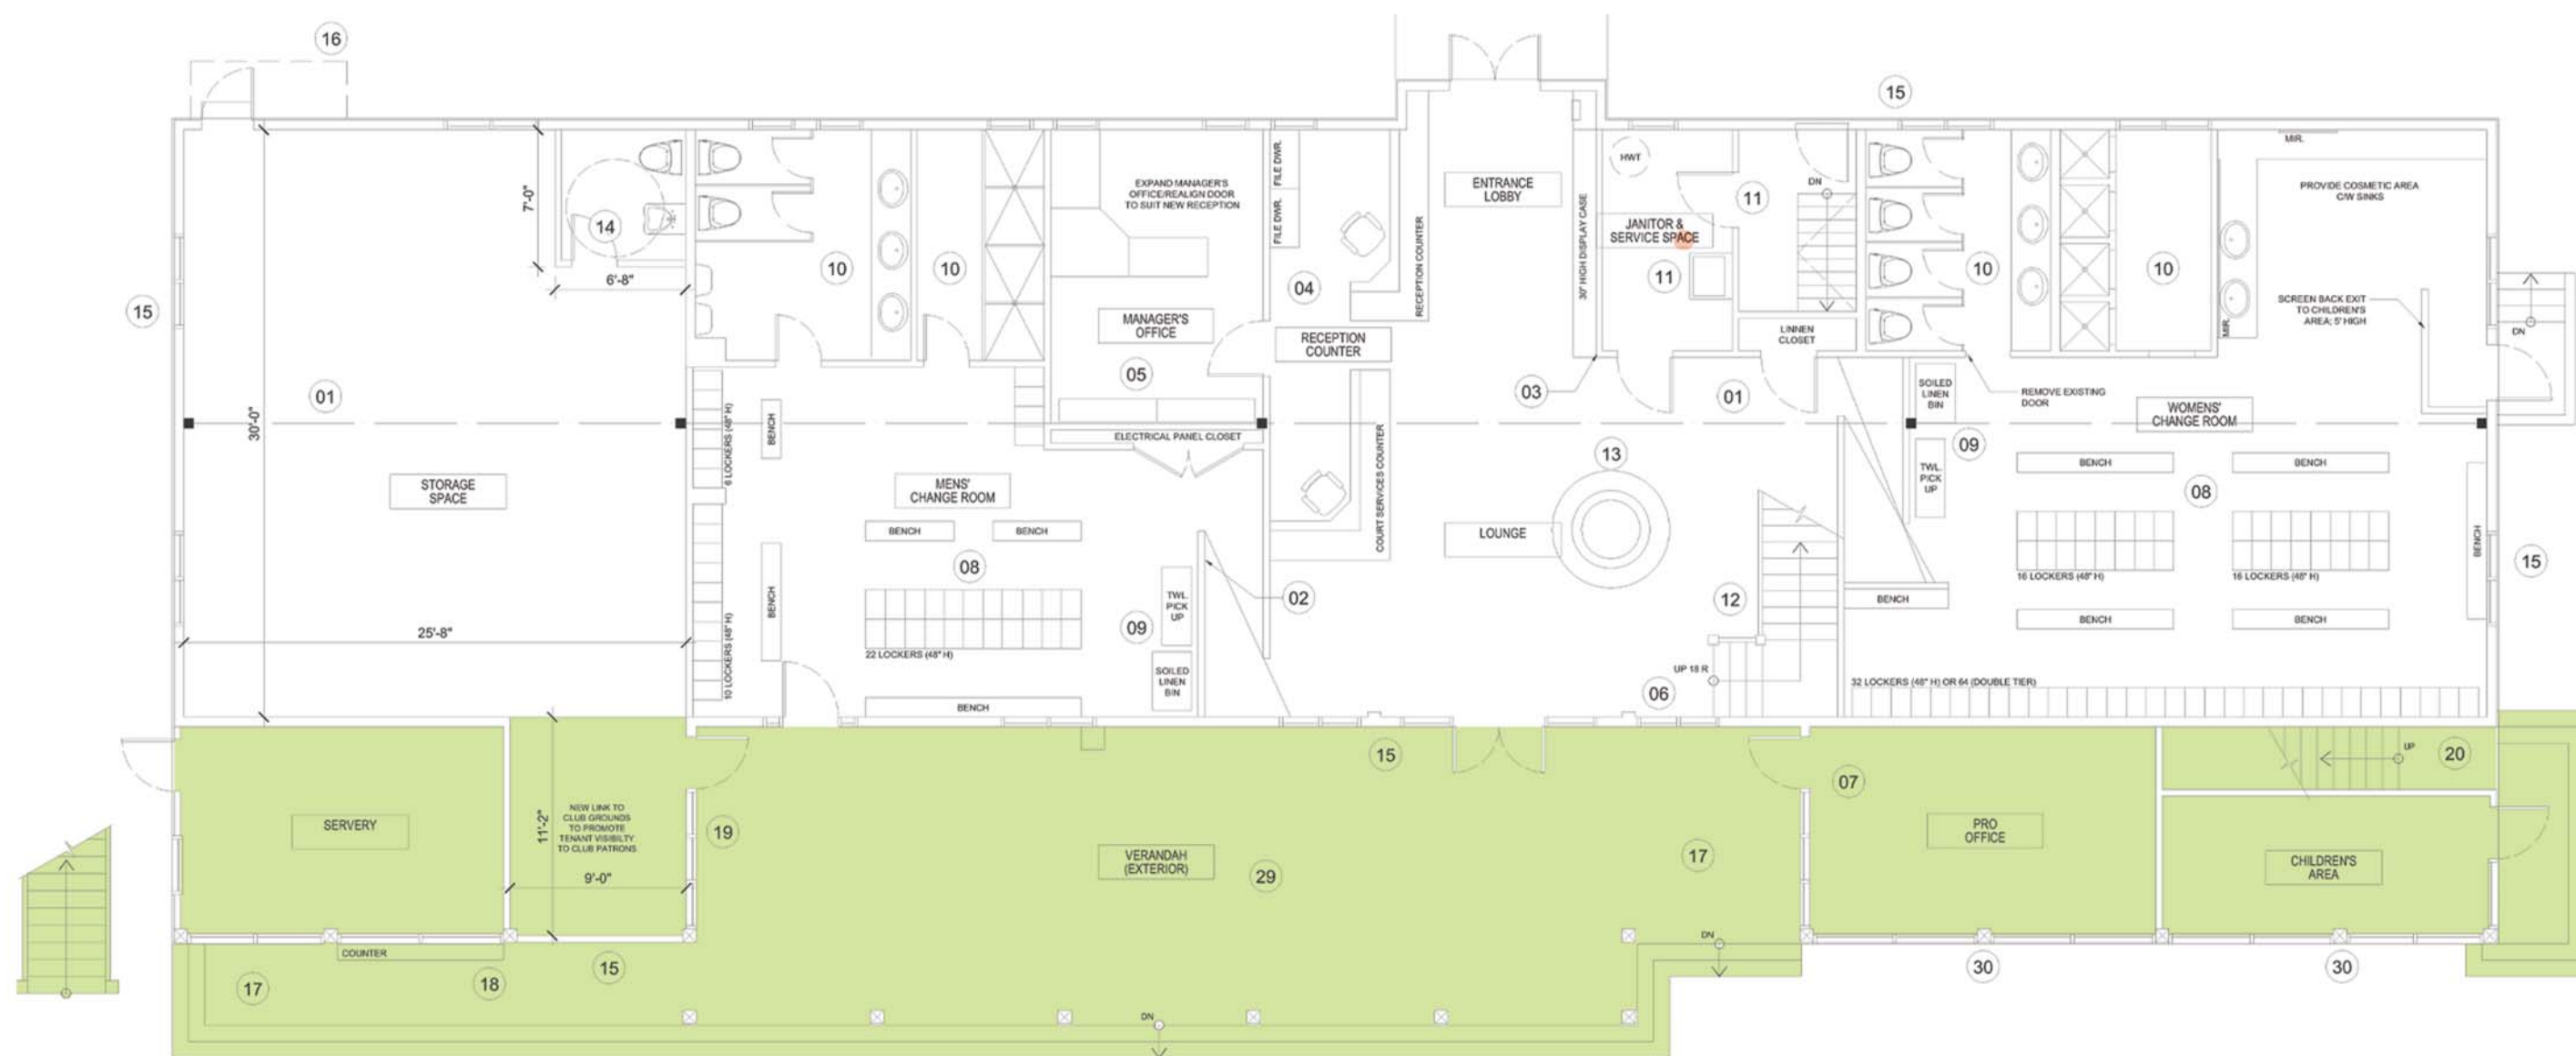 16
15
15
FILE DWR.
FILE DWR.
HWT
MIR.
7'-0"
EXPAND MANAGER'S
OFFICE/REALIGN DOOR
TO SUIT NEW RECEPTION
ENTRANCE
LOBBY
30" HIGH DISPLAY CASE
DN
11
PROVIDE COSMETIC AREA
C/W SINKS
14
10
10
04
RECEPTION COUNTER
JANITOR &
SERVICE SPACE
11
10
10
6'-8"
MANAGER'S
OFFICE
RECEPTION
COUNTER
LINNEN
CLOSET
MIR.
SCREEN BACK EXIT
TO CHILDREN'S
AREA; 5' HIGH
DN
01
30'-0"
05
03
01
SOILED
LINEN
BIN
REMOVE EXISTING
DOOR
WOMENS'
CHANGE ROOM
6 LOCKERS (48" H)
BENCH
ELECTRICAL PANEL CLOSET
COURT SERVICES COUNTER
13
09
TWL.
PICK
UP
BENCH
BENCH
STORAGE
SPACE
MENS'
CHANGE ROOM
08
BENCH
BENCH
BENCH
LOUNGE
08
16 LOCKERS (48" H)
16 LOCKERS (48" H)
15
BENCH
10 LOCKERS (48" H)
TWL.
PICK
UP
02
12
BENCH
BENCH
BENCH
25'-8"
09
22 LOCKERS (48" H)
SOILED
LINEN
BIN
UP 18 R
06
32 LOCKERS (48" H) OR 64 (DOUBLE TIER)
BENCH
15
UP
20
07
SERVERY
11'-2"
NEW LINK TO
CLUB GROUNDS
TO PROMOTE
TENANT VISIBILTY
TO CLUB PATRONS
19
PRO
OFFICE
9'-0"
VERANDAH
(EXTERIOR)
29
17
CHILDREN'S
AREA
DN
COUNTER
17
18
15
30
30
DN